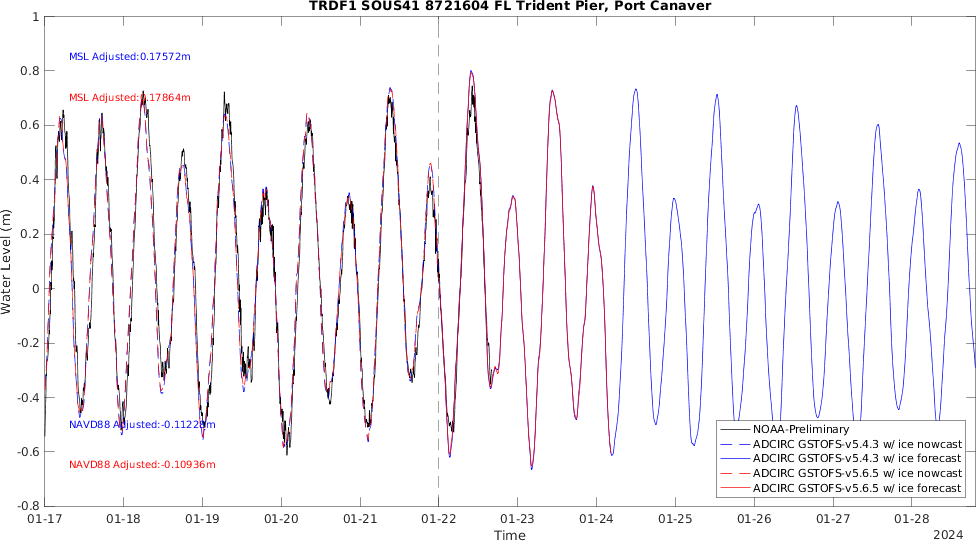 TRDF1 SOUS41 8721604 FL Trident Pier, Port Canaver
1
0.8
0.6
0.4
0.2
0
-0.2
-0.4
-0.6
-0.8
Water Level (m)
MSL Adjusted:0.17572m
MSL Adjusted:0.17864m
NAVD88 Adjusted:-0.11228m
NAVD88 Adjusted:-0.10936m
NOAA-Preliminary
ADCIRC GSTOFS-v5.4.3 w/ ice nowcast
ADCIRC GSTOFS-v5.4.3 w/ ice forecast
ADCIRC GSTOFS-v5.6.5 w/ ice nowcast
ADCIRC GSTOFS-v5.6.5 w/ ice forecast
01-17 01-18 01-19 01-20 01-21 01-22 01-23 01-24 01-25 01-26 01-27 01-28
Time
2024